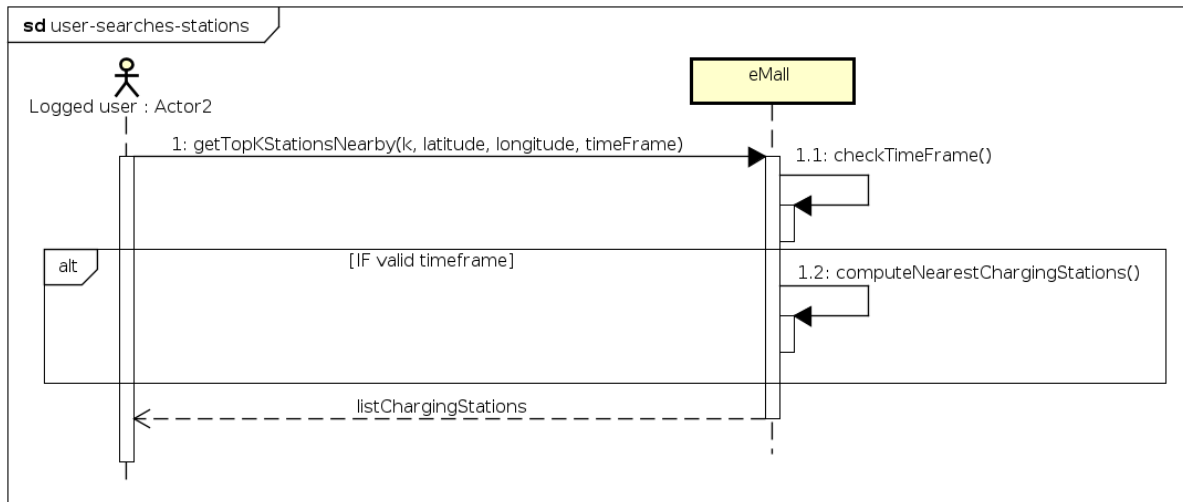 sd user-searches-stations
Logged user : Actor2
eMall
1: getTopKStationsNearby(k, latitude, longitude, timeFrame)
1.1: checkTimeFrame()
alt
[IF valid timeframe]
1.2: computeNearestChargingStations()
listChargingStations